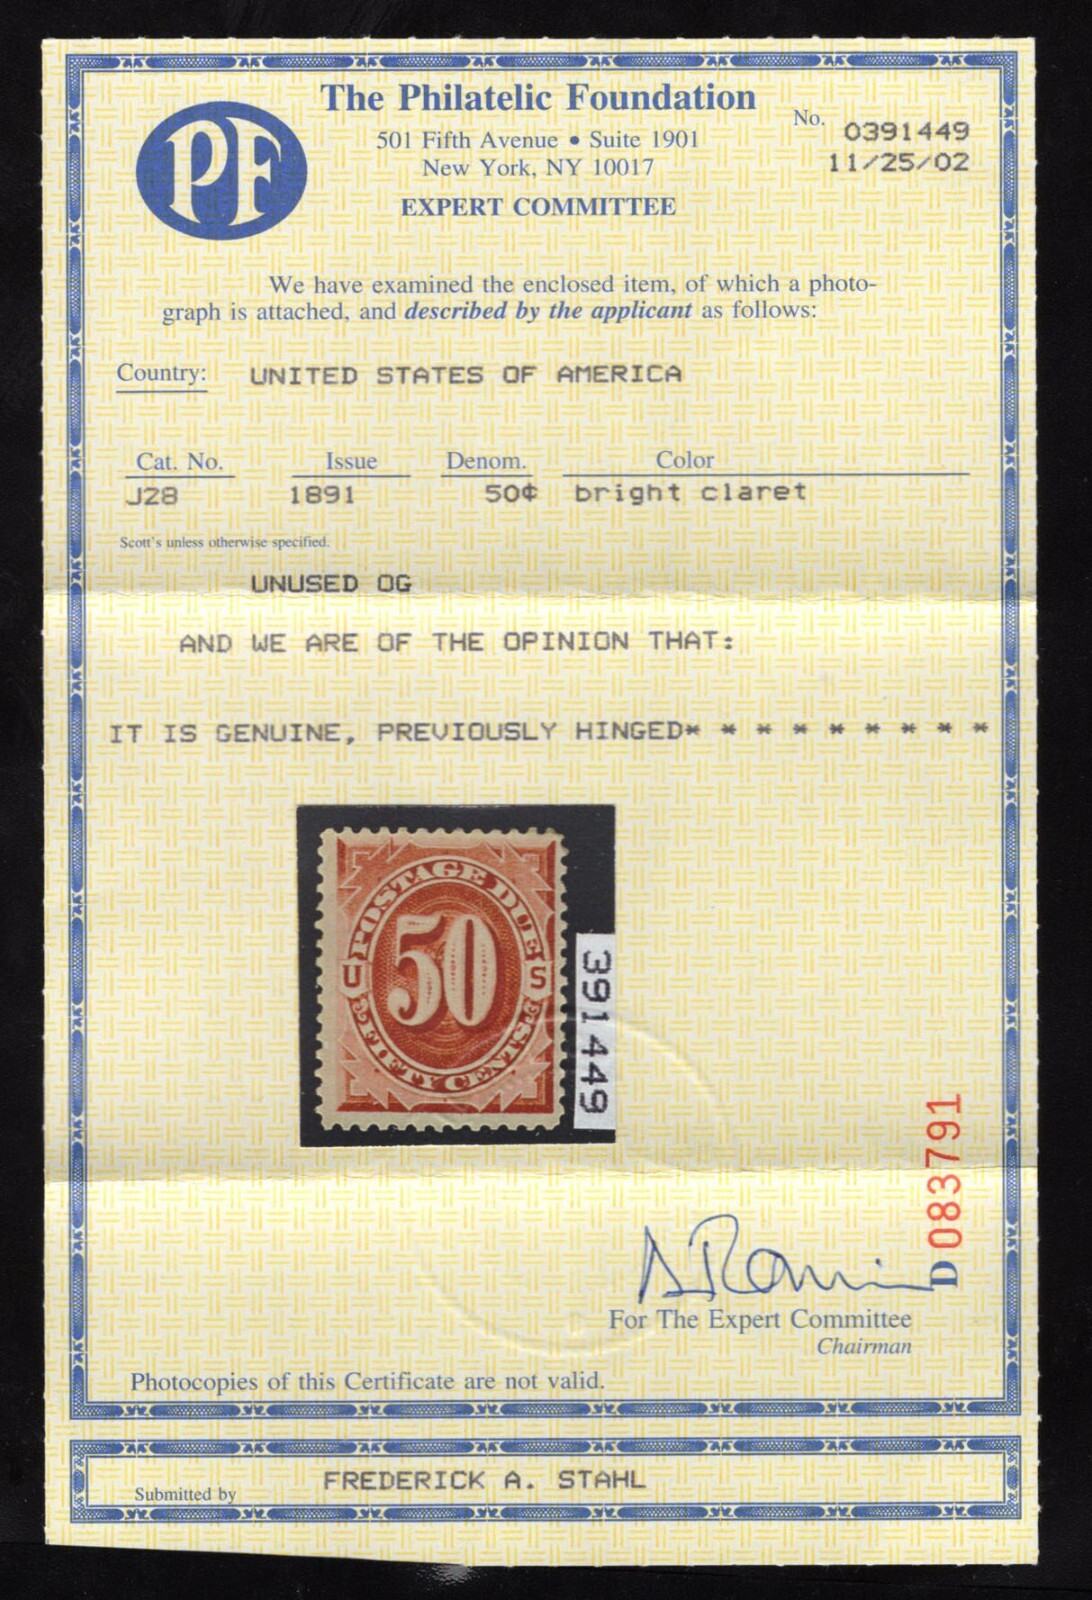 PF
The Philatelic Foundation
501 Fifth Avenue • Suite 1901
New York, NY 10017
EXPERT COMMITTEE
No. 0391449
11/25/02
We have examined the enclosed item, of which a photo-
graph is attached, and described by the applicant as follows:
Country: UNITED STATES OF AMERICA
Cat. No. Issue Denom. Color
J28 1891 50¢ bright claret
Scott's unless otherwise specified.
UNUSED OG
AND WE ARE OF THE OPINION THAT:
IT IS GENUINE, PREVIOUSLY HINGED* * * * * * * * *
POSTAGE DUE
50
U S
FIFTY CENTS
391449
D 083791
For The Expert Committee
Chairman
Photocopies of this Certificate are not valid.
Submitted by FREDERICK A. STAHL